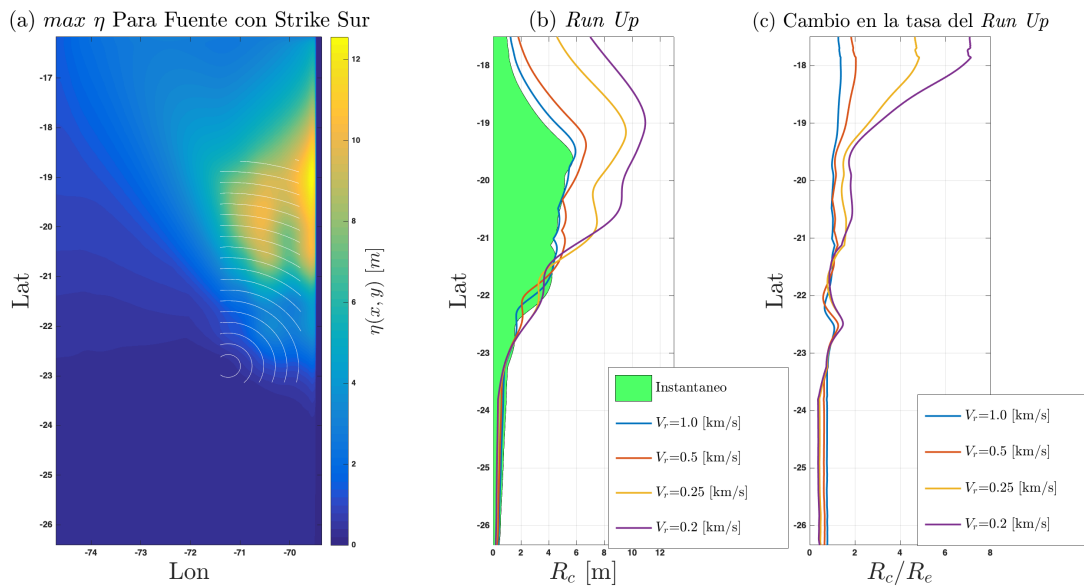 (a) max η Para Fuente con Strike Sur
(b) Run Up
(c) Cambio en la tasa del Run Up
-17
-18
-19
-20
-21
-22
-23
-24
-25
-26
Lat
-74
-73
-72
-71
-70
Lon
12
10
8
6
4
2
0
η(x, y) [m]
-18
-19
-20
-21
-22
-23
-24
-25
-26
Lat
0 2 4 6 8 10 12
R_c [m]
Instantaneo
V_r=1.0 [km/s]
V_r=0.5 [km/s]
V_r=0.25 [km/s]
V_r=0.2 [km/s]
-18
-19
-20
-21
-22
-23
-24
-25
-26
Lat
0 2 4 6 8
R_c/R_e
V_r=1.0 [km/s]
V_r=0.5 [km/s]
V_r=0.25 [km/s]
V_r=0.2 [km/s]